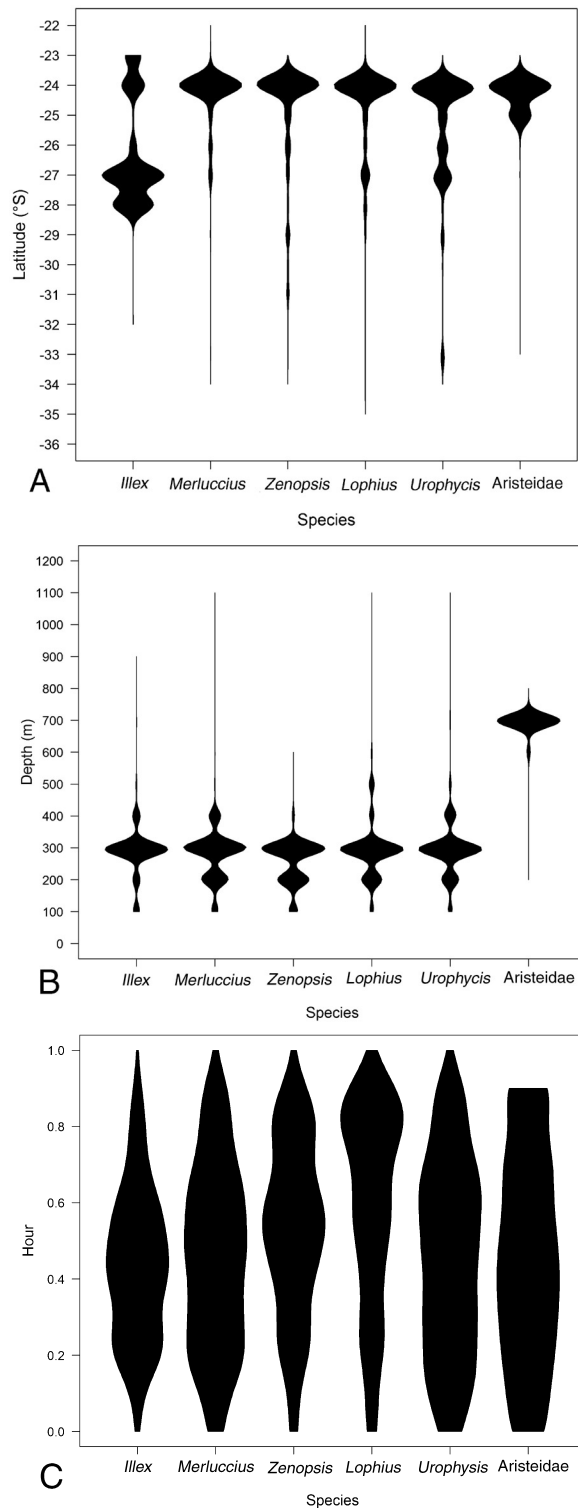 -22
-23
-24
-25
-26
-27
-28
-29
-30
-31
-32
-33
-34
-35
-36
Latitude (°S)
Illex Merluccius Zenopsis Lophius Urophycis Aristeidae
A
Species
1200
1100
1000
900
800
700
600
500
400
300
200
100
0
Depth (m)
Illex Merluccius Zenopsis Lophius Urophycis Aristeidae
B
Species
1.0
0.8
0.6
0.4
0.2
0.0
Hour
Illex Merluccius Zenopsis Lophius Urophysis Aristeidae
C
Species